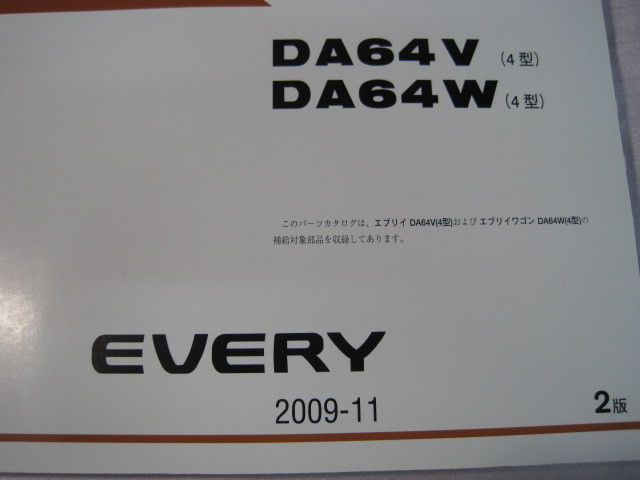 DA64V (4型)
DA64W (4型)
このパーツカタログは、エブリイ DA64V(4型)および エブリイワゴン DA64W(4型)の
補給対象部品を収録してあります。
EVERY
2009-11
2版